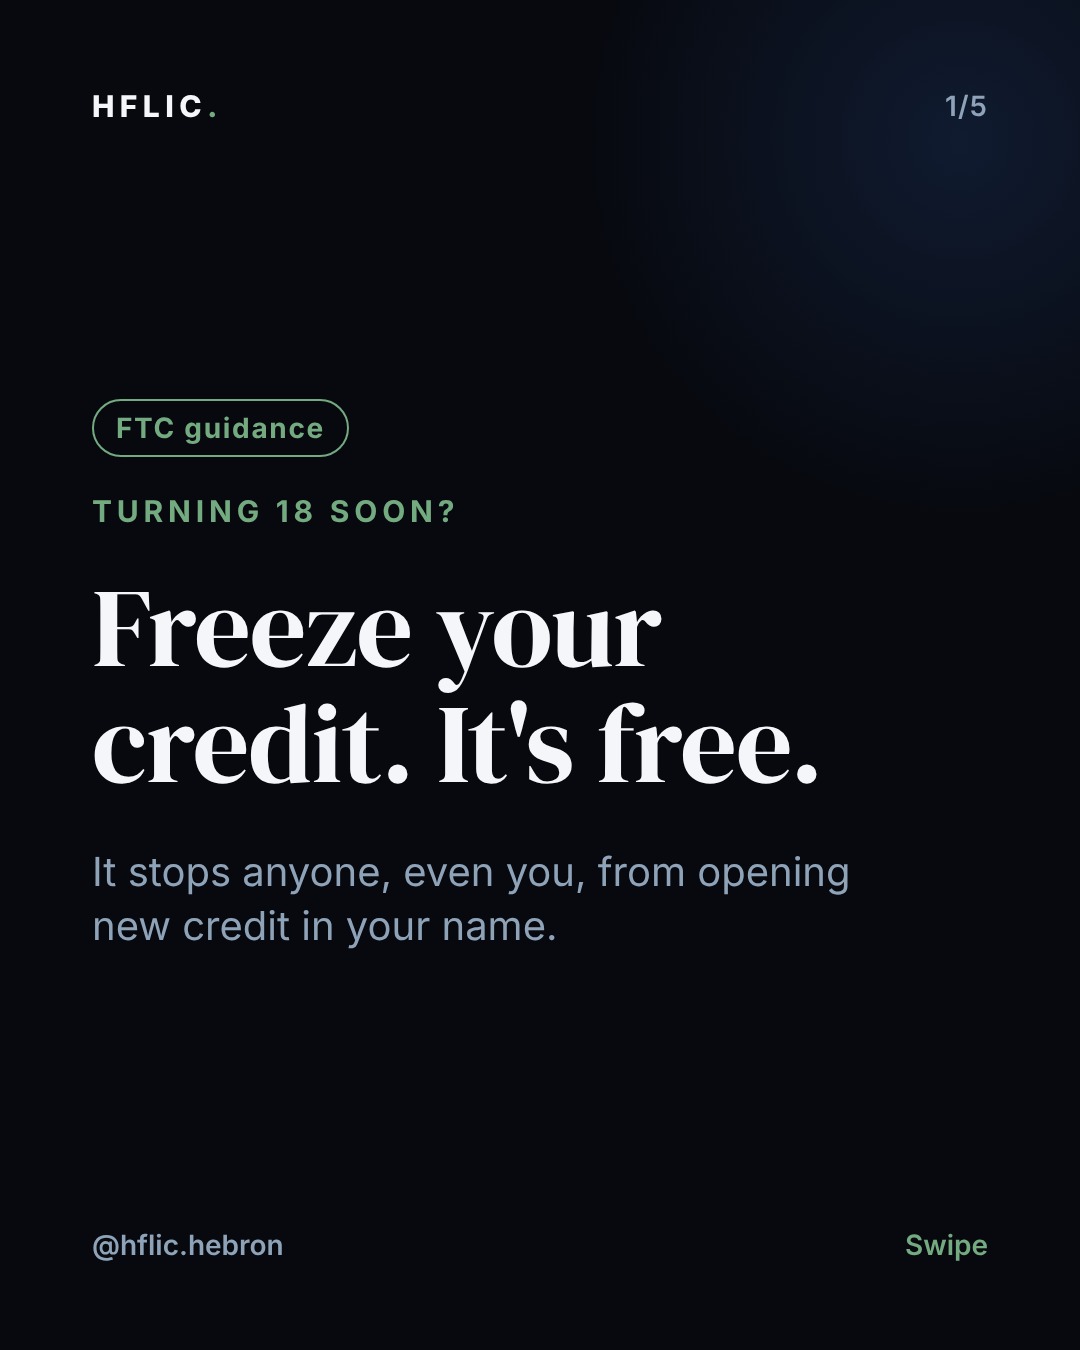 HFLIC.
1/5
FTC guidance
TURNING 18 SOON?
Freeze your
credit. It's free.
It stops anyone, even you, from opening
new credit in your name.
@hflic.hebron
Swipe